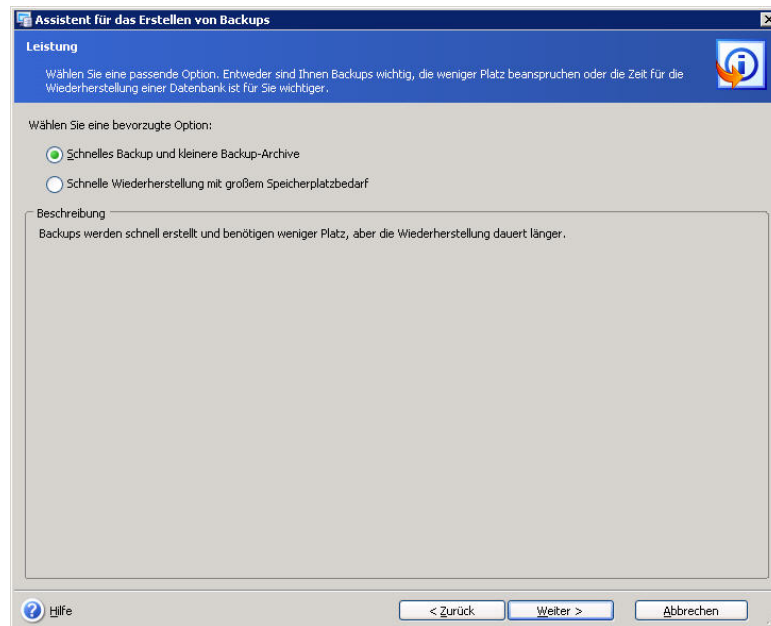 Assistent für das Erstellen von Backups
Leistung
Wählen Sie eine passende Option. Entweder sind Ihnen Backups wichtig, die weniger Platz beanspruchen oder die Zeit für die
Wiederherstellung einer Datenbank ist für Sie wichtiger.
Wählen Sie eine bevorzugte Option:
Schnelles Backup und kleinere Backup-Archive
Schnelle Wiederherstellung mit großem Speicherplatzbedarf
Beschreibung
Backups werden schnell erstellt und benötigen weniger Platz, aber die Wiederherstellung dauert länger.
Hilfe
< Zurück
Weiter >
Abbrechen